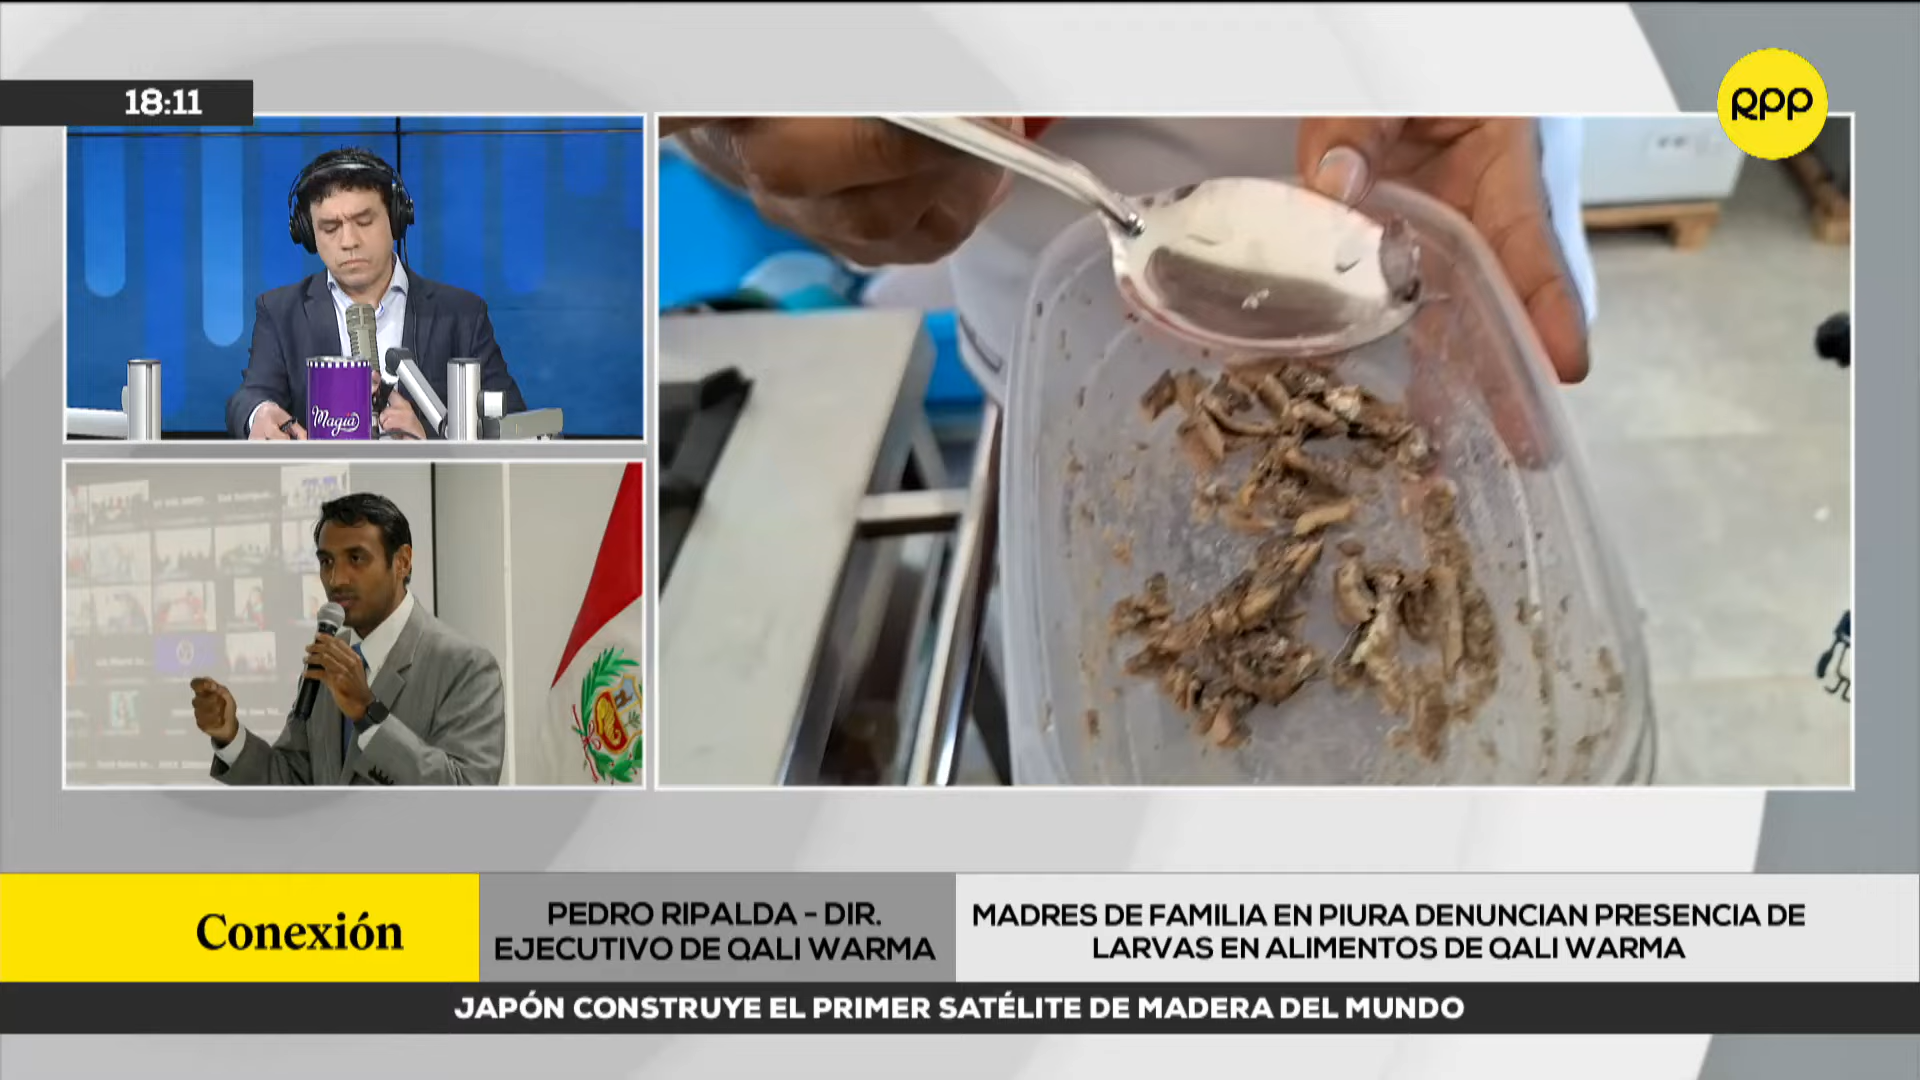 18:11
RPP
Magia
Conexión
PEDRO RIPALDA - DIR.
EJECUTIVO DE QALI WARMA
MADRES DE FAMILIA EN PIURA DENUNCIAN PRESENCIA DE
LARVAS EN ALIMENTOS DE QALI WARMA
JAPÓN CONSTRUYE EL PRIMER SATÉLITE DE MADERA DEL MUNDO